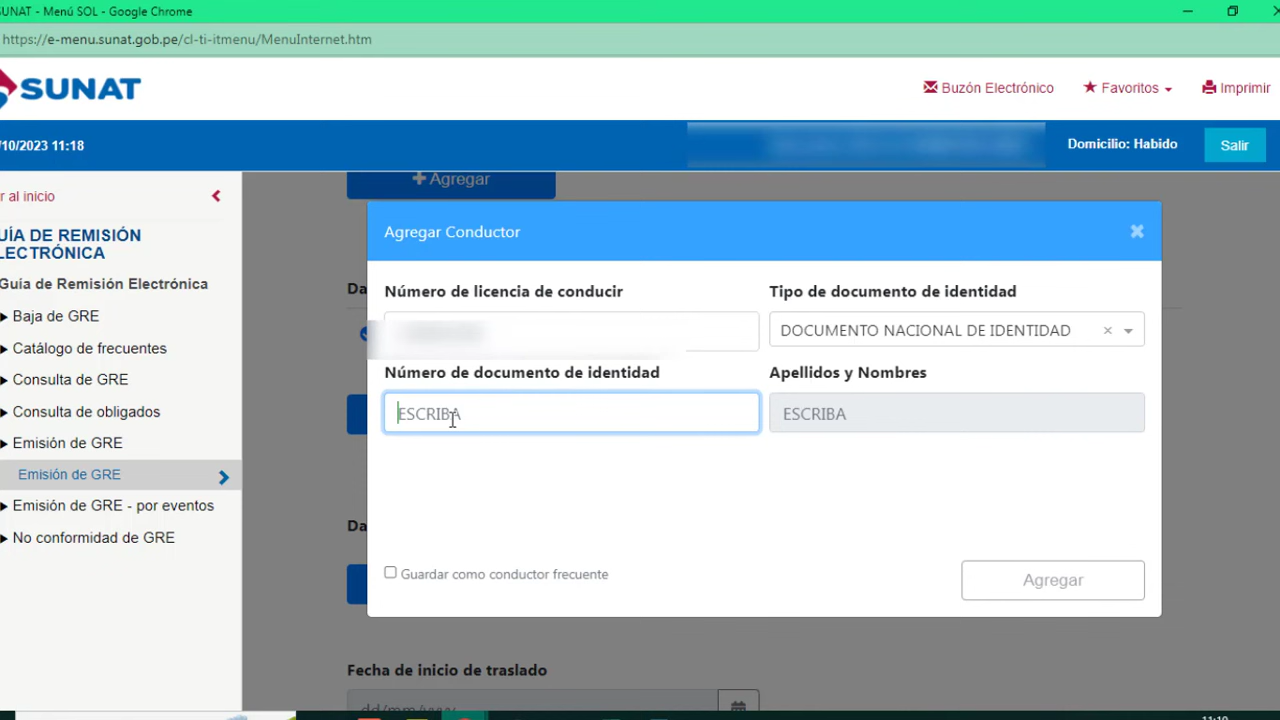 SUNAT - Menú SOL - Google Chrome
https://e-menu.sunat.gob.pe/cl-ti-itmenu/MenuInternet.htm
SUNAT
Buzón Electrónico
Favoritos
Imprimir
/10/2023 11:18
Domicilio: Habido
Salir
r al inicio
+ Agregar
UÍA DE REMISIÓN
LECTRÓNICA
Guía de Remisión Electrónica
Baja de GRE
Catálogo de frecuentes
Consulta de GRE
Consulta de obligados
Emisión de GRE
Emisión de GRE
Emisión de GRE - por eventos
No conformidad de GRE
Agregar Conductor
×
Número de licencia de conducir
Tipo de documento de identidad
Da
DOCUMENTO NACIONAL DE IDENTIDAD ×
Número de documento de identidad
Apellidos y Nombres
ESCRIBA
ESCRIBA
Da
Guardar como conductor frecuente
Agregar
Fecha de inicio de traslado
dd/mm/yyyy